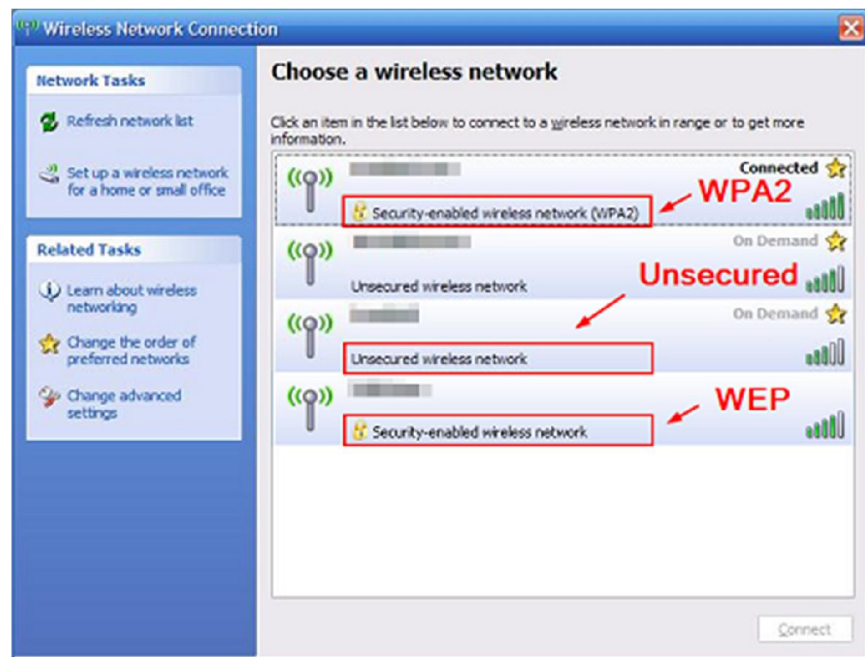 Wireless Network Connection
Network Tasks
Refresh network list
Set up a wireless network
for a home or small office
Related Tasks
Learn about wireless
networking
Change the order of
preferred networks
Change advanced
settings
Choose a wireless network
Click an item in the list below to connect to a wireless network in range or to get more
information.
Connected
WPA2
Security-enabled wireless network (WPA2)
On Demand
Unsecured
Unsecured wireless network
On Demand
Unsecured wireless network
WEP
Security-enabled wireless network
Connect